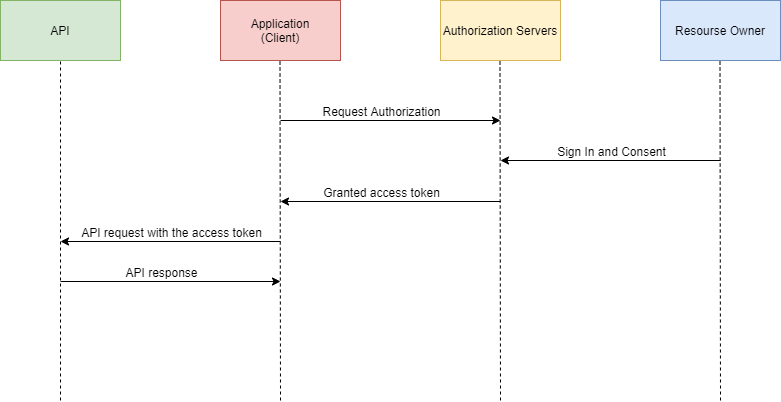 API
Application
(Client)
Authorization Servers
Resourse Owner
Request Authorization
Sign In and Consent
Granted access token
API request with the access token
API response